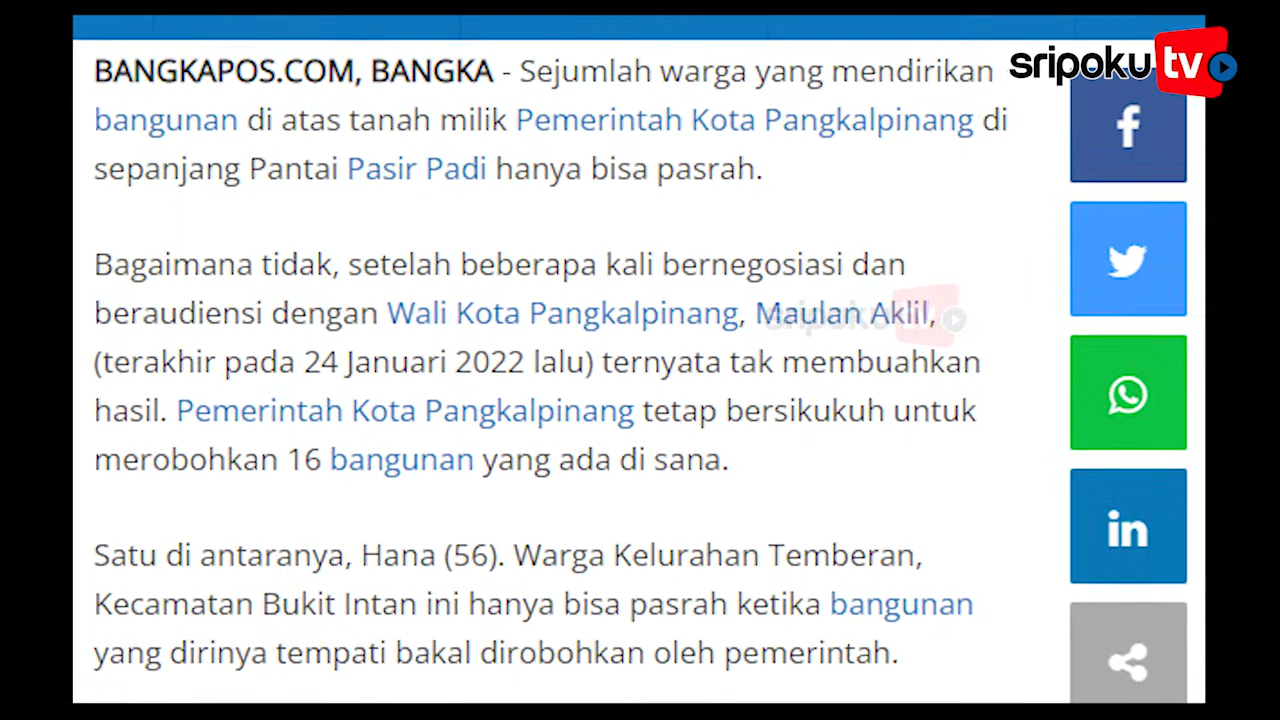 sripoku tv
BANGKAPOS.COM, BANGKA - Sejumlah warga yang mendirikan
bangunan di atas tanah milik Pemerintah Kota Pangkalpinang di
sepanjang Pantai Pasir Padi hanya bisa pasrah.
Bagaimana tidak, setelah beberapa kali bernegosiasi dan
beraudiensi dengan Wali Kota Pangkalpinang, Maulan Aklil,
(terakhir pada 24 Januari 2022 lalu) ternyata tak membuahkan
hasil. Pemerintah Kota Pangkalpinang tetap bersikukuh untuk
merobohkan 16 bangunan yang ada di sana.
Satu di antaranya, Hana (56). Warga Kelurahan Temberan,
Kecamatan Bukit Intan ini hanya bisa pasrah ketika bangunan
yang dirinya tempati bakal dirobohkan oleh pemerintah.
sripoku tv
f
in